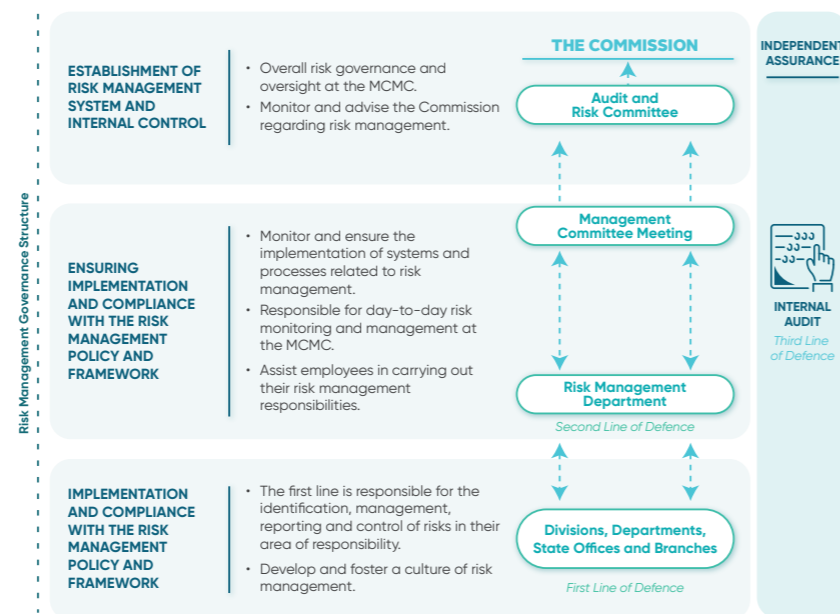 Risk Management Governance Structure
ESTABLISHMENT OF
RISK MANAGEMENT
SYSTEM AND
INTERNAL CONTROL
• Overall risk governance and
oversight at the MCMC.
• Monitor and advise the Commission
regarding risk management.
THE COMMISSION
Audit and
Risk Committee
ENSURING
IMPLEMENTATION
AND COMPLIANCE
WITH THE RISK
MANAGEMENT
POLICY AND
FRAMEWORK
• Monitor and ensure the
implementation of systems and
processes related to risk
management.
• Responsible for day-to-day risk
monitoring and management at
the MCMC.
• Assist employees in carrying out
their risk management
responsibilities.
Management
Committee Meeting
Risk Management
Department
Second Line of Defence
IMPLEMENTATION
AND COMPLIANCE
WITH THE RISK
MANAGEMENT
POLICY AND
FRAMEWORK
• The first line is responsible for the
identification, management,
reporting and control of risks in their
area of responsibility.
• Develop and foster a culture of risk
management.
Divisions, Departments,
State Offices and Branches
First Line of Defence
INDEPENDENT
ASSURANCE
INTERNAL
AUDIT
Third Line
of Defence